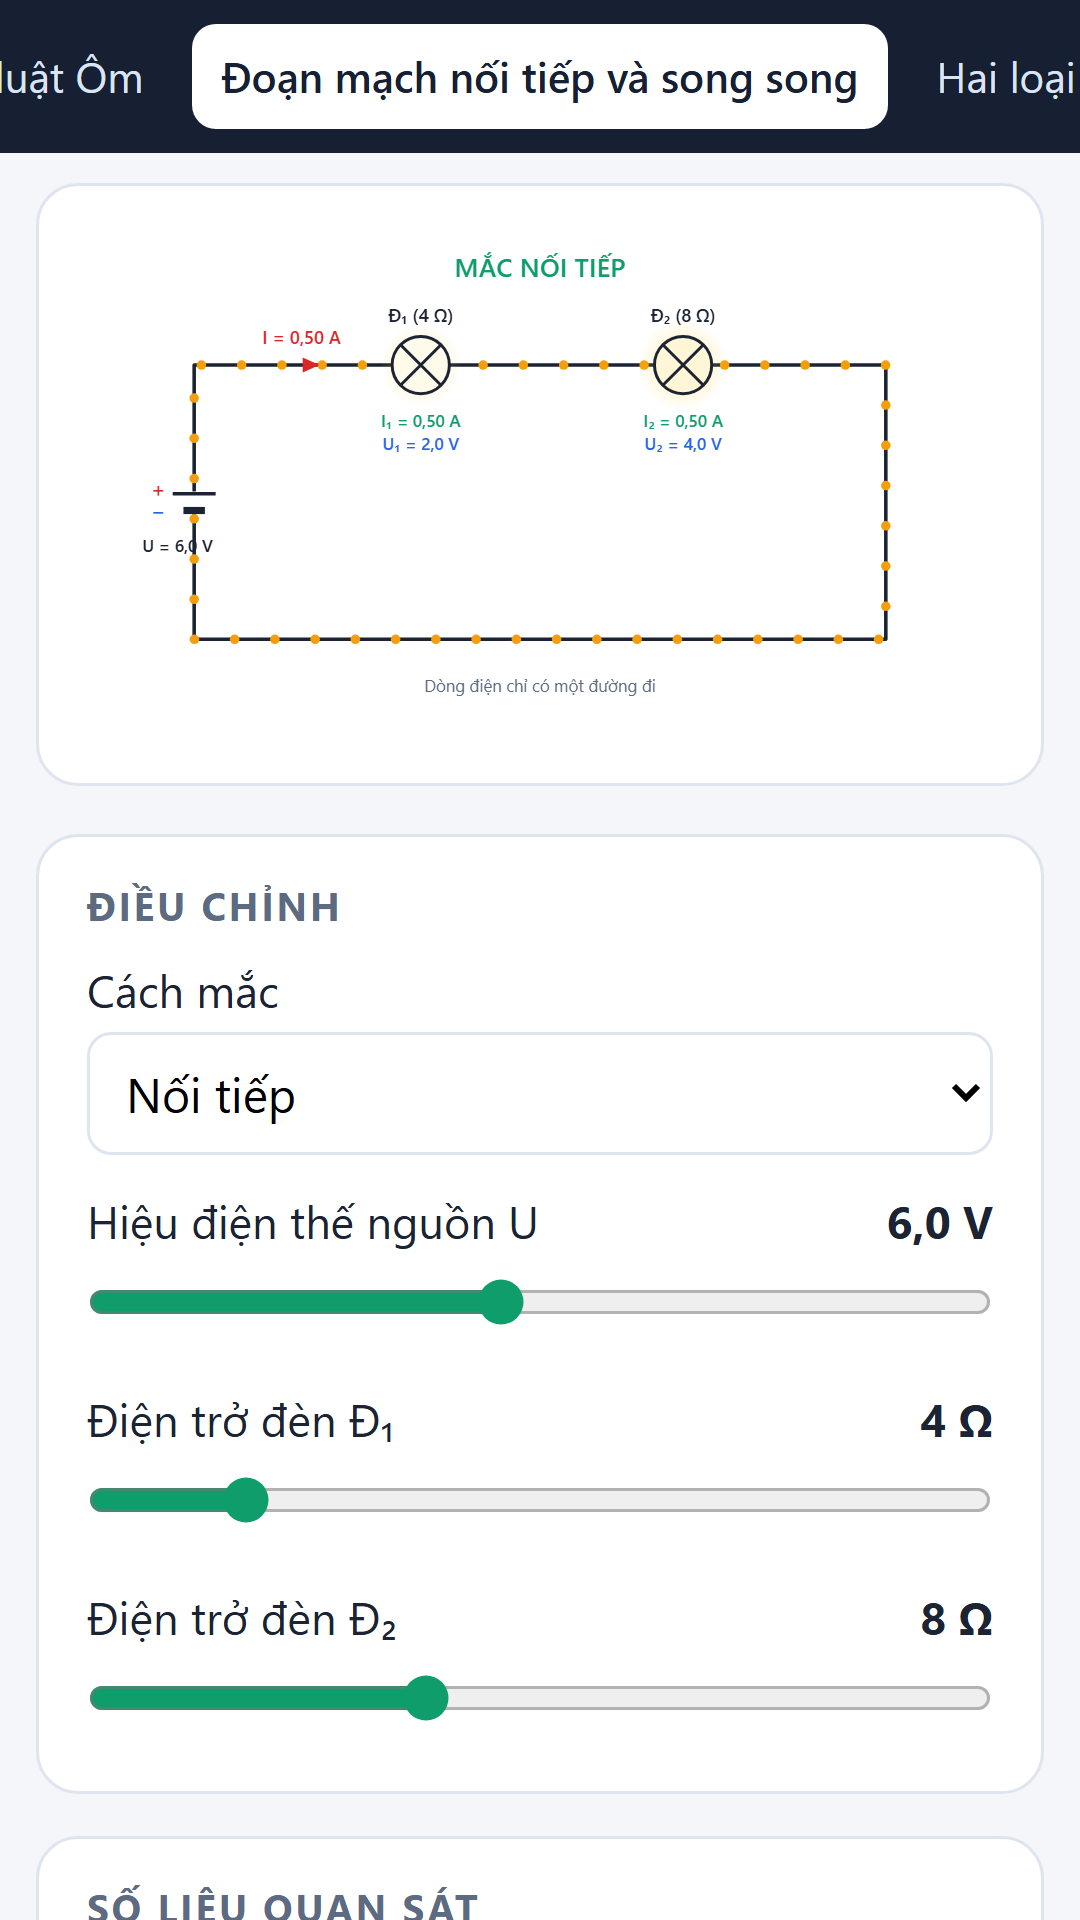 luật Ôm
Đoạn mạch nối tiếp và song song
Hai loại
MẮC NỐI TIẾP
Đ₁ (4 Ω)
Đ₂ (8 Ω)
I = 0,50 A
I₁ = 0,50 A
U₁ = 2,0 V
I₂ = 0,50 A
U₂ = 4,0 V
+
−
U = 6,0 V
Dòng điện chỉ có một đường đi
ĐIỀU CHỈNH
Cách mắc
Nối tiếp
Hiệu điện thế nguồn U
6,0 V
Điện trở đèn Đ₁
4 Ω
Điện trở đèn Đ₂
8 Ω
SỐ LIỆU QUAN SÁT